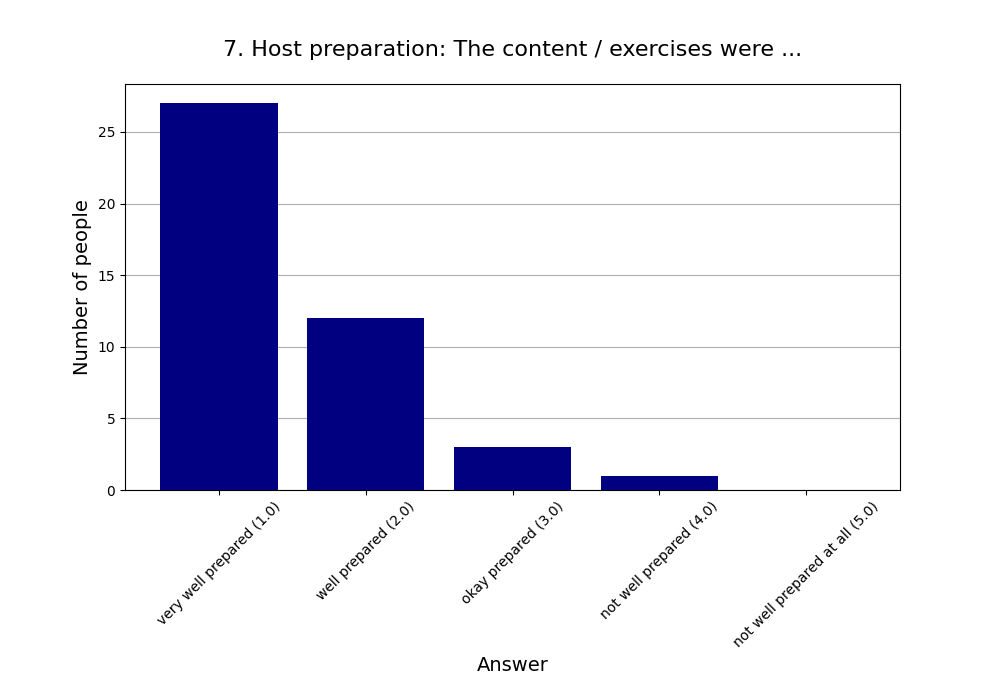 7. Host preparation: The content / exercises were ...
Number of people
25
20
15
10
5
0
very well prepared (1.0)
well prepared (2.0)
okay prepared (3.0)
not well prepared (4.0)
not well prepared at all (5.0)
Answer